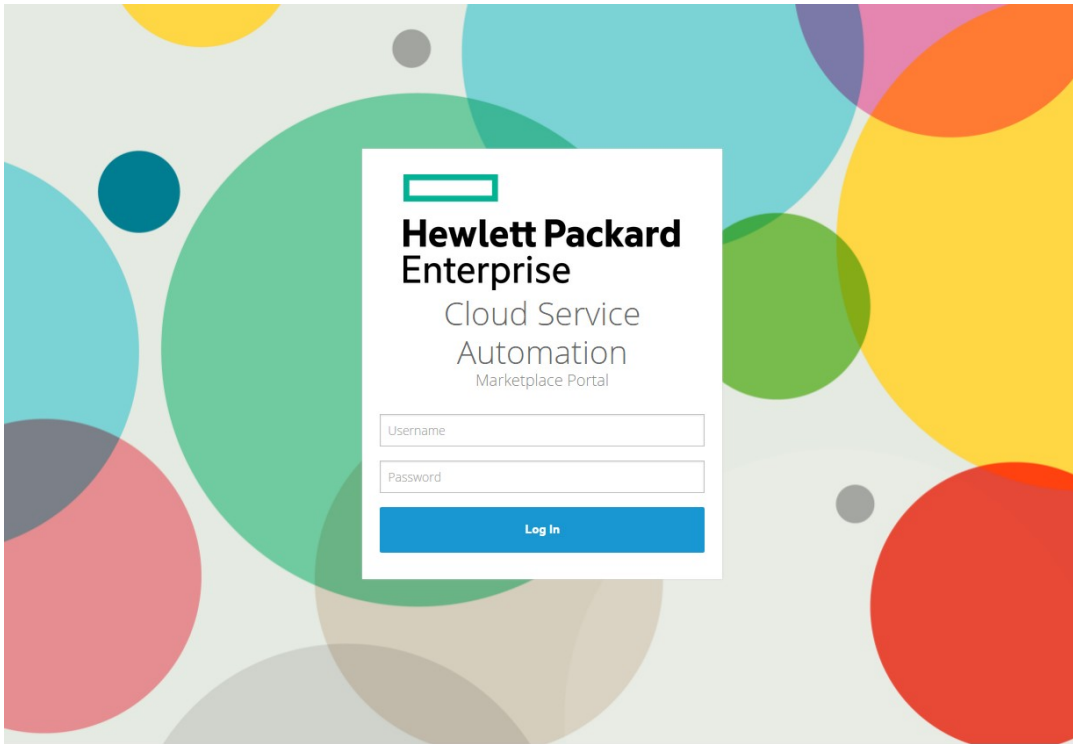 Hewlett Packard
Enterprise
Cloud Service
Automation
Marketplace Portal
Username
Password
Log In